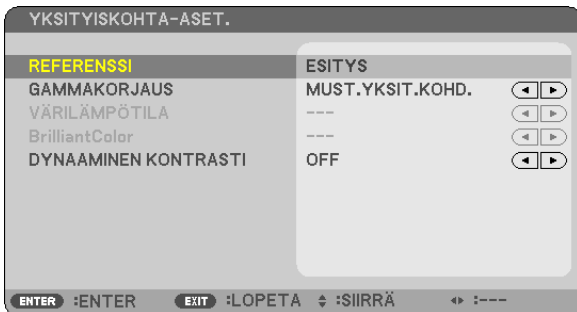 YKSITYISKOHTA-ASET.
REFERENSSI ESITYS
GAMMAKORJAUS MUST.YKSIT.KOHD.
VÄRILÄMPÖTILA ---
BrilliantColor ---
DYNAAMINEN KONTRASTI OFF
ENTER :ENTER EXIT :LOPETA :SIIRRÄ :---